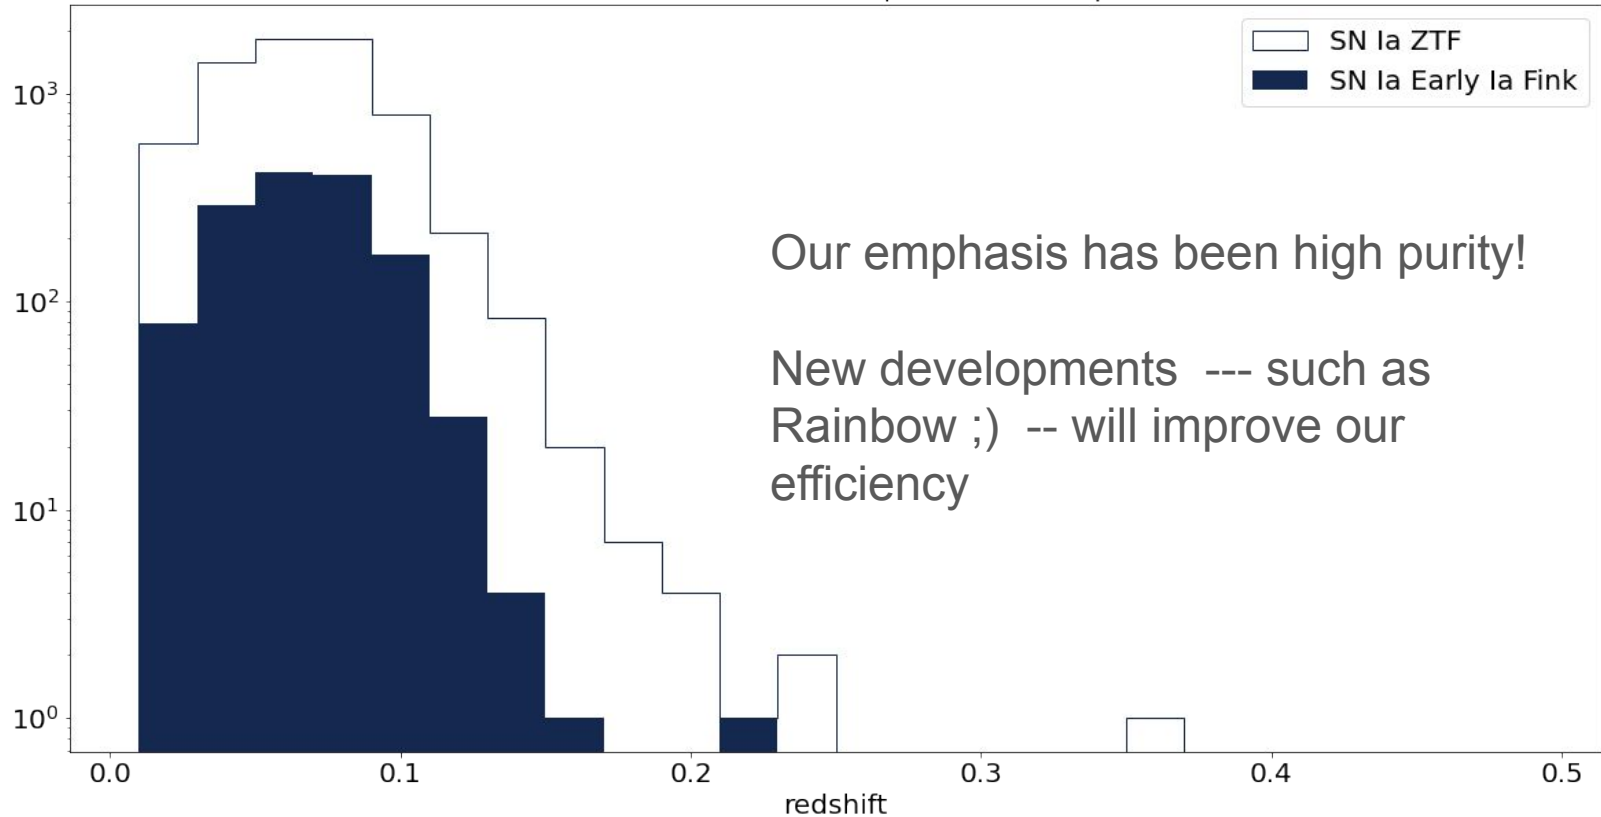 SN Ia ZTF
SN Ia Early Ia Fink
10³
10²
10¹
10⁰
Our emphasis has been high purity!
New developments --- such as
Rainbow ;) -- will improve our
efficiency
0.0 0.1 0.2 0.3 0.4 0.5
redshift